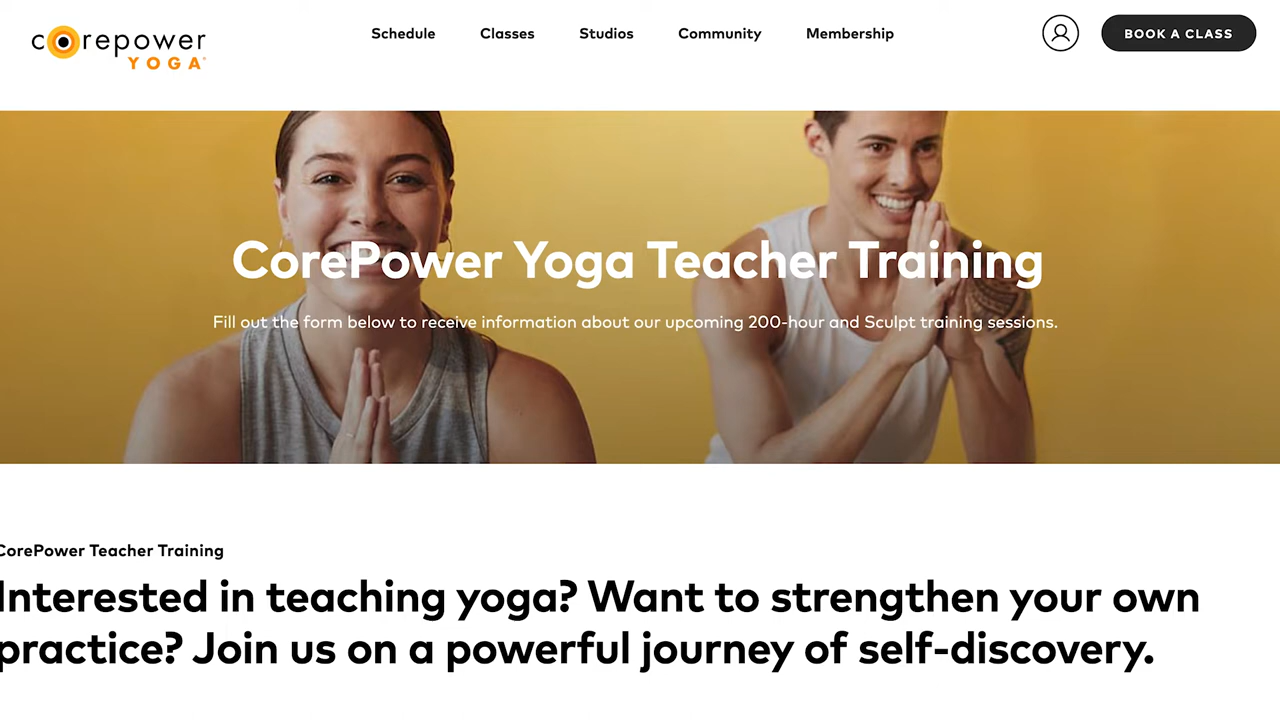 corepower
YOGA
Schedule Classes Studios Community Membership
BOOK A CLASS
CorePower Yoga Teacher Training
Fill out the form below to receive information about our upcoming 200-hour and Sculpt training sessions.
CorePower Teacher Training
Interested in teaching yoga? Want to strengthen your own
practice? Join us on a powerful journey of self-discovery.